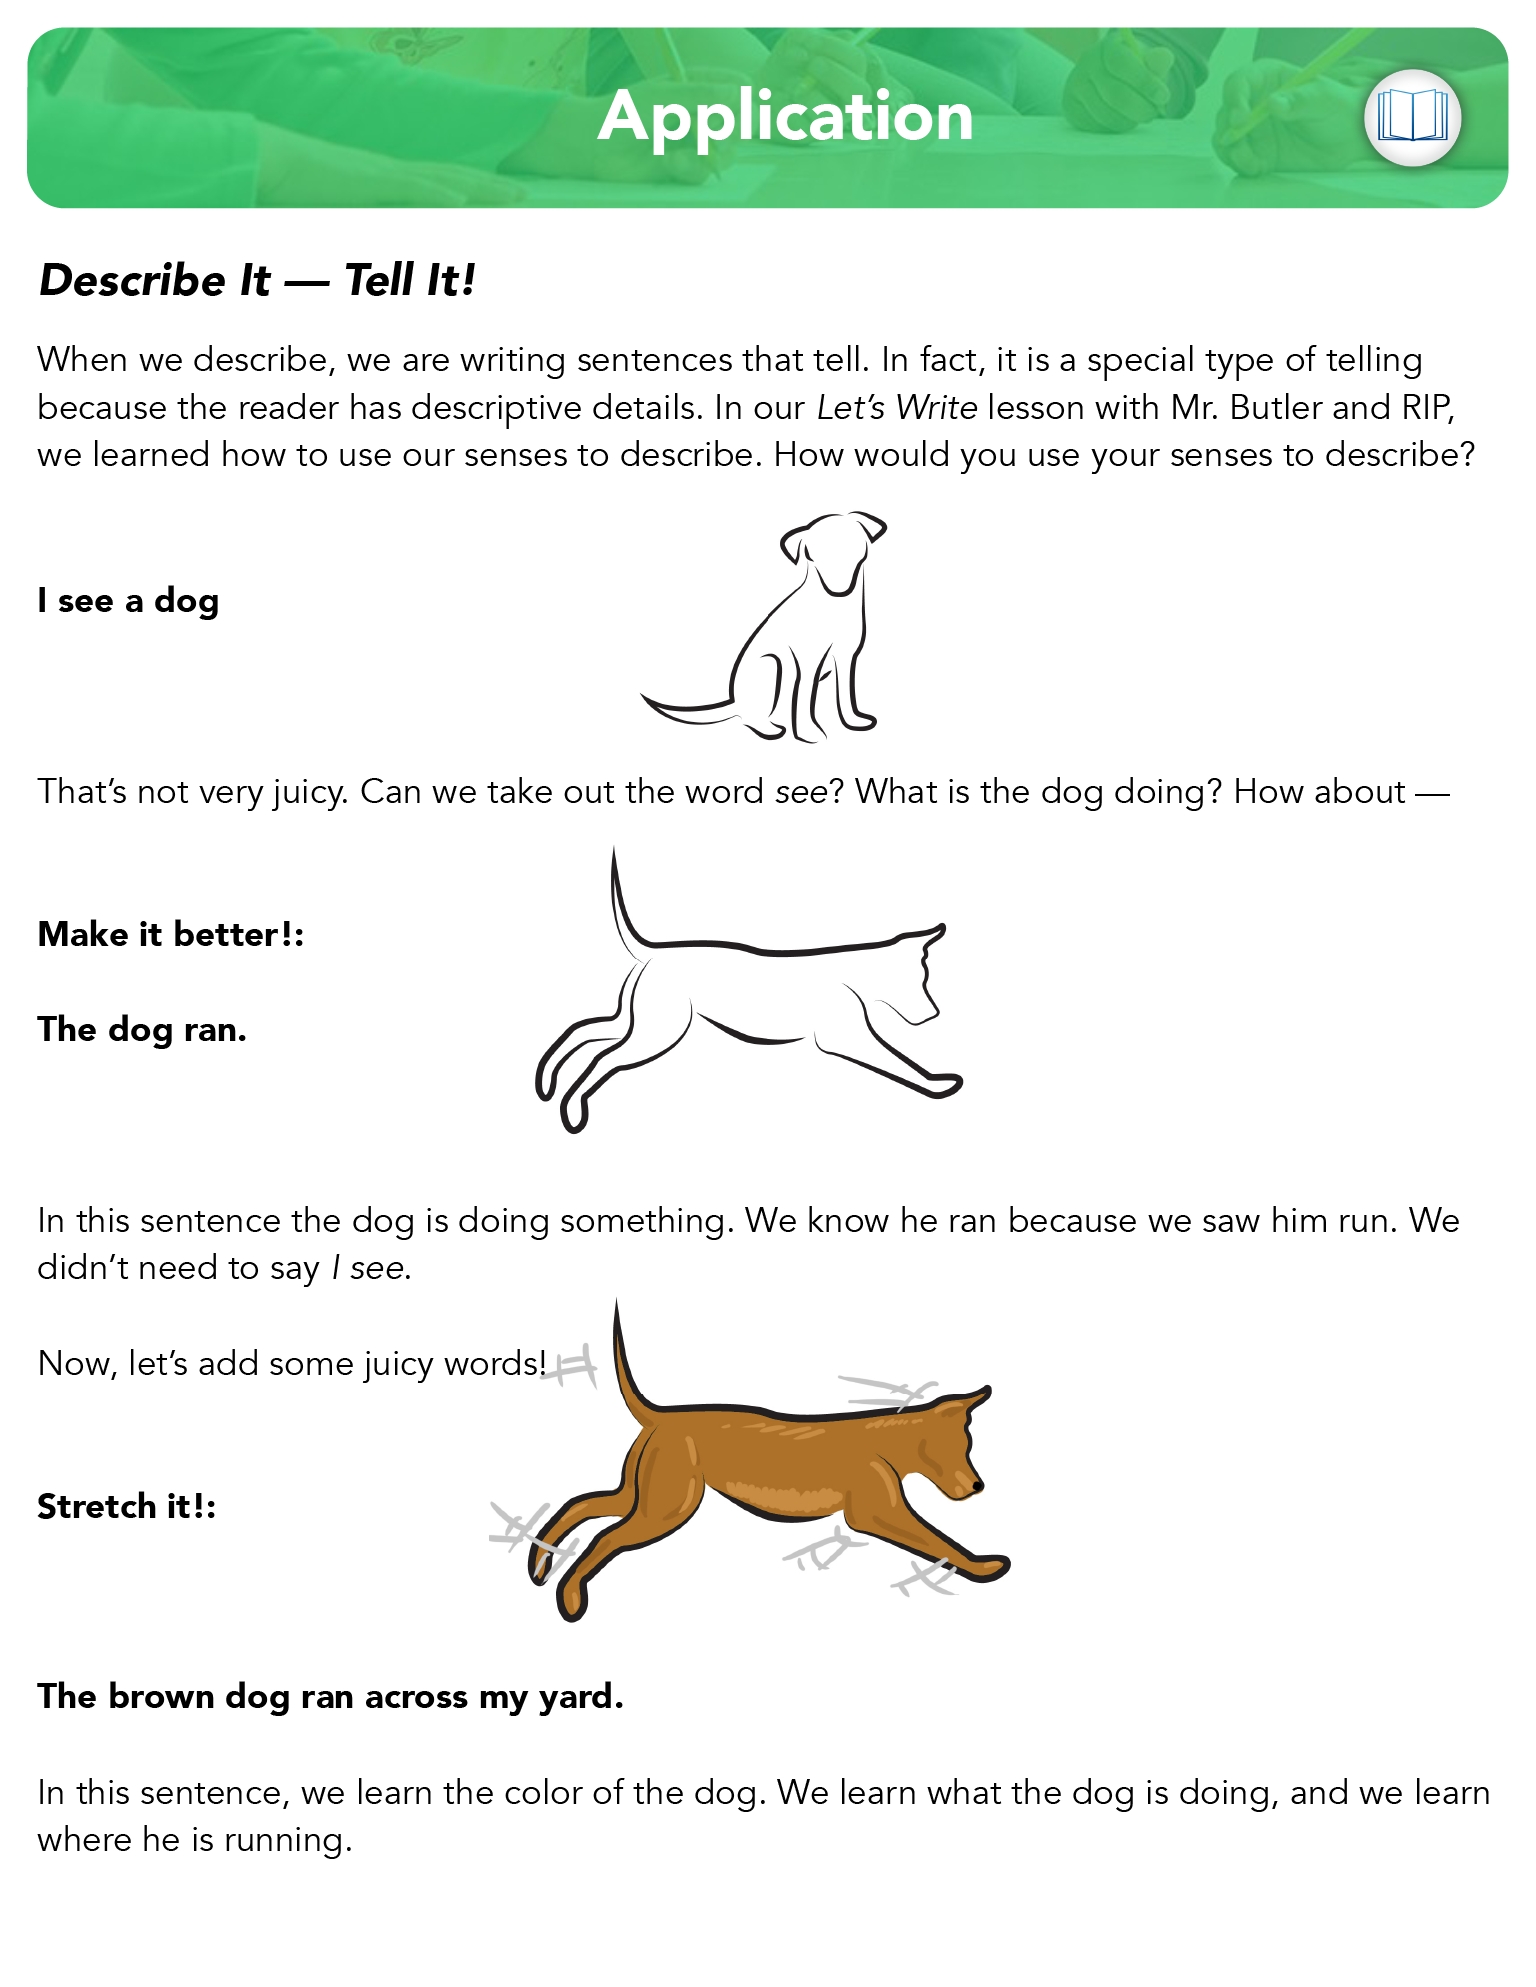 Application
Describe It — Tell It!
When we describe, we are writing sentences that tell. In fact, it is a special type of telling
because the reader has descriptive details. In our Let’s Write lesson with Mr. Butler and RIP,
we learned how to use our senses to describe. How would you use your senses to describe?
I see a dog
That’s not very juicy. Can we take out the word see? What is the dog doing? How about —
Make it better!:
The dog ran.
In this sentence the dog is doing something. We know he ran because we saw him run. We
didn’t need to say I see.
Now, let’s add some juicy words!
Stretch it!:
The brown dog ran across my yard.
In this sentence, we learn the color of the dog. We learn what the dog is doing, and we learn
where he is running.